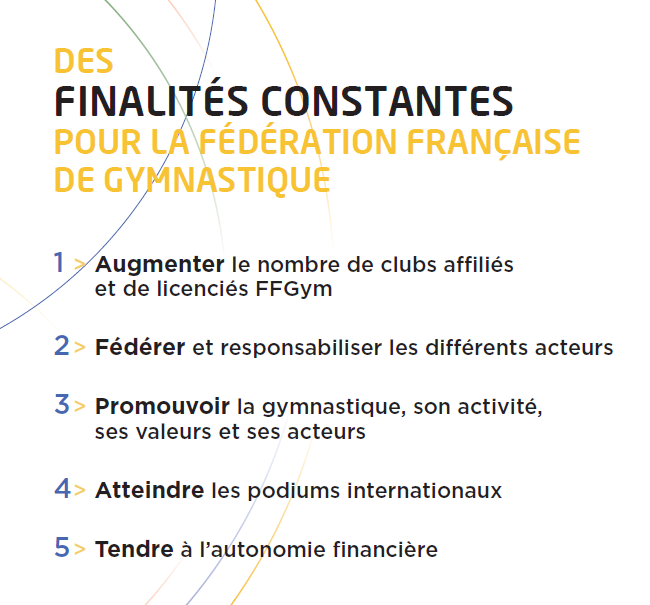 DES
FINALITÉS CONSTANTES
POUR LA FÉDÉRATION FRANÇAISE
DE GYMNASTIQUE
1 > Augmenter le nombre de clubs affiliés
et de licenciés FFGym
2 > Fédérer et responsabiliser les différents acteurs
3 > Promouvoir la gymnastique, son activité,
ses valeurs et ses acteurs
4 > Atteindre les podiums internationaux
5 > Tendre à l’autonomie financière